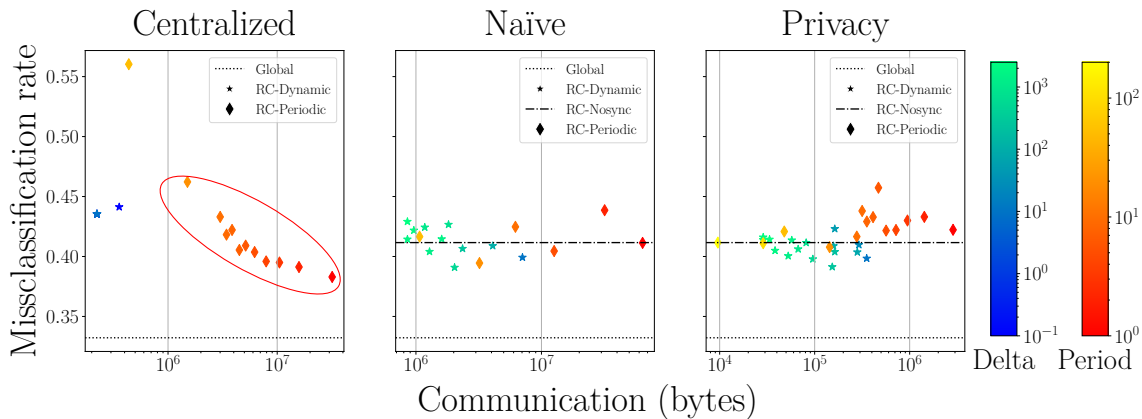 Centralized
Naïve
Privacy
Missclassification rate
0.55
0.50
0.45
0.40
0.35
Global
RC-Dynamic
RC-Periodic
10^6
10^7
Global
RC-Dynamic
RC-Nosync
RC-Periodic
10^6
10^7
Global
RC-Dynamic
RC-Nosync
RC-Periodic
10^4
10^5
10^6
10^3
10^2
10^1
10^0
10^-1
Delta
10^2
10^1
10^0
Period
Communication (bytes)